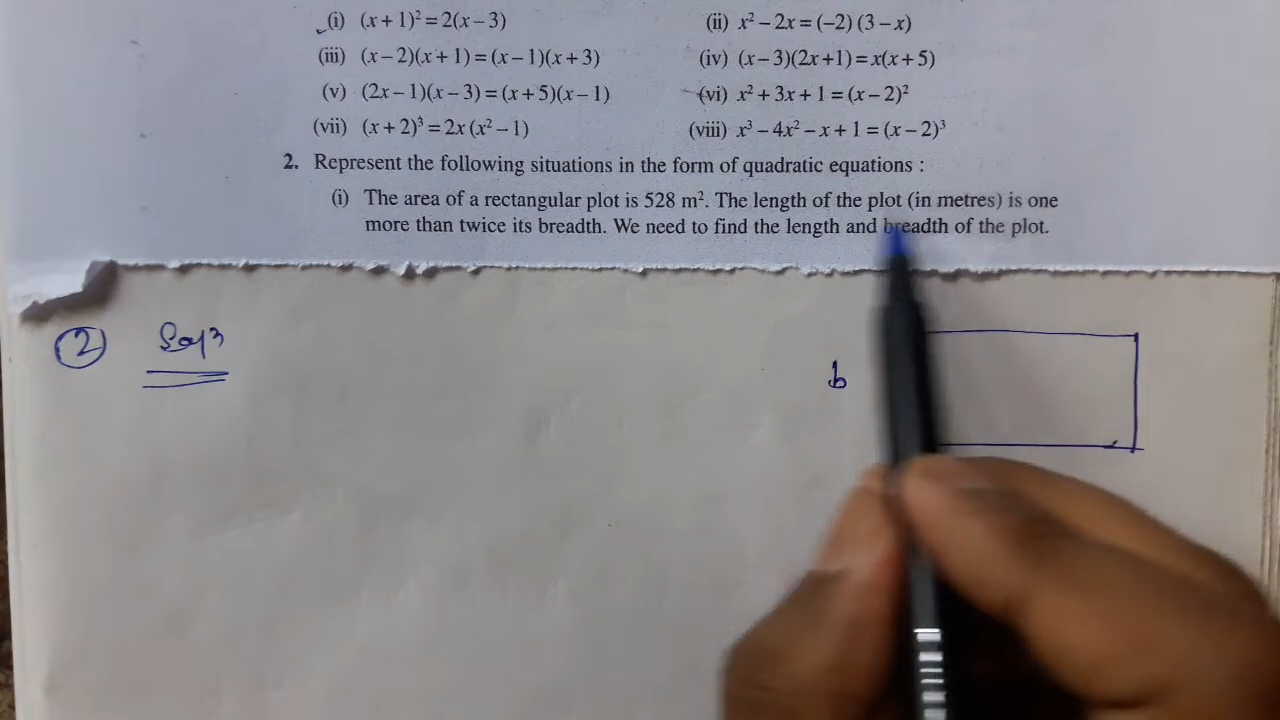 (i) (x + 1)² = 2(x – 3) (ii) x² – 2x = (–2) (3 – x)
(iii) (x – 2)(x + 1) = (x – 1)(x + 3) (iv) (x – 3)(2x + 1) = x(x + 5)
(v) (2x – 1)(x – 3) = (x + 5)(x – 1) (vi) x² + 3x + 1 = (x – 2)²
(vii) (x + 2)³ = 2x (x² – 1) (viii) x³ – 4x² – x + 1 = (x – 2)³
2. Represent the following situations in the form of quadratic equations :
(i) The area of a rectangular plot is 528 m². The length of the plot (in metres) is one
more than twice its breadth. We need to find the length and breadth of the plot.
2
b